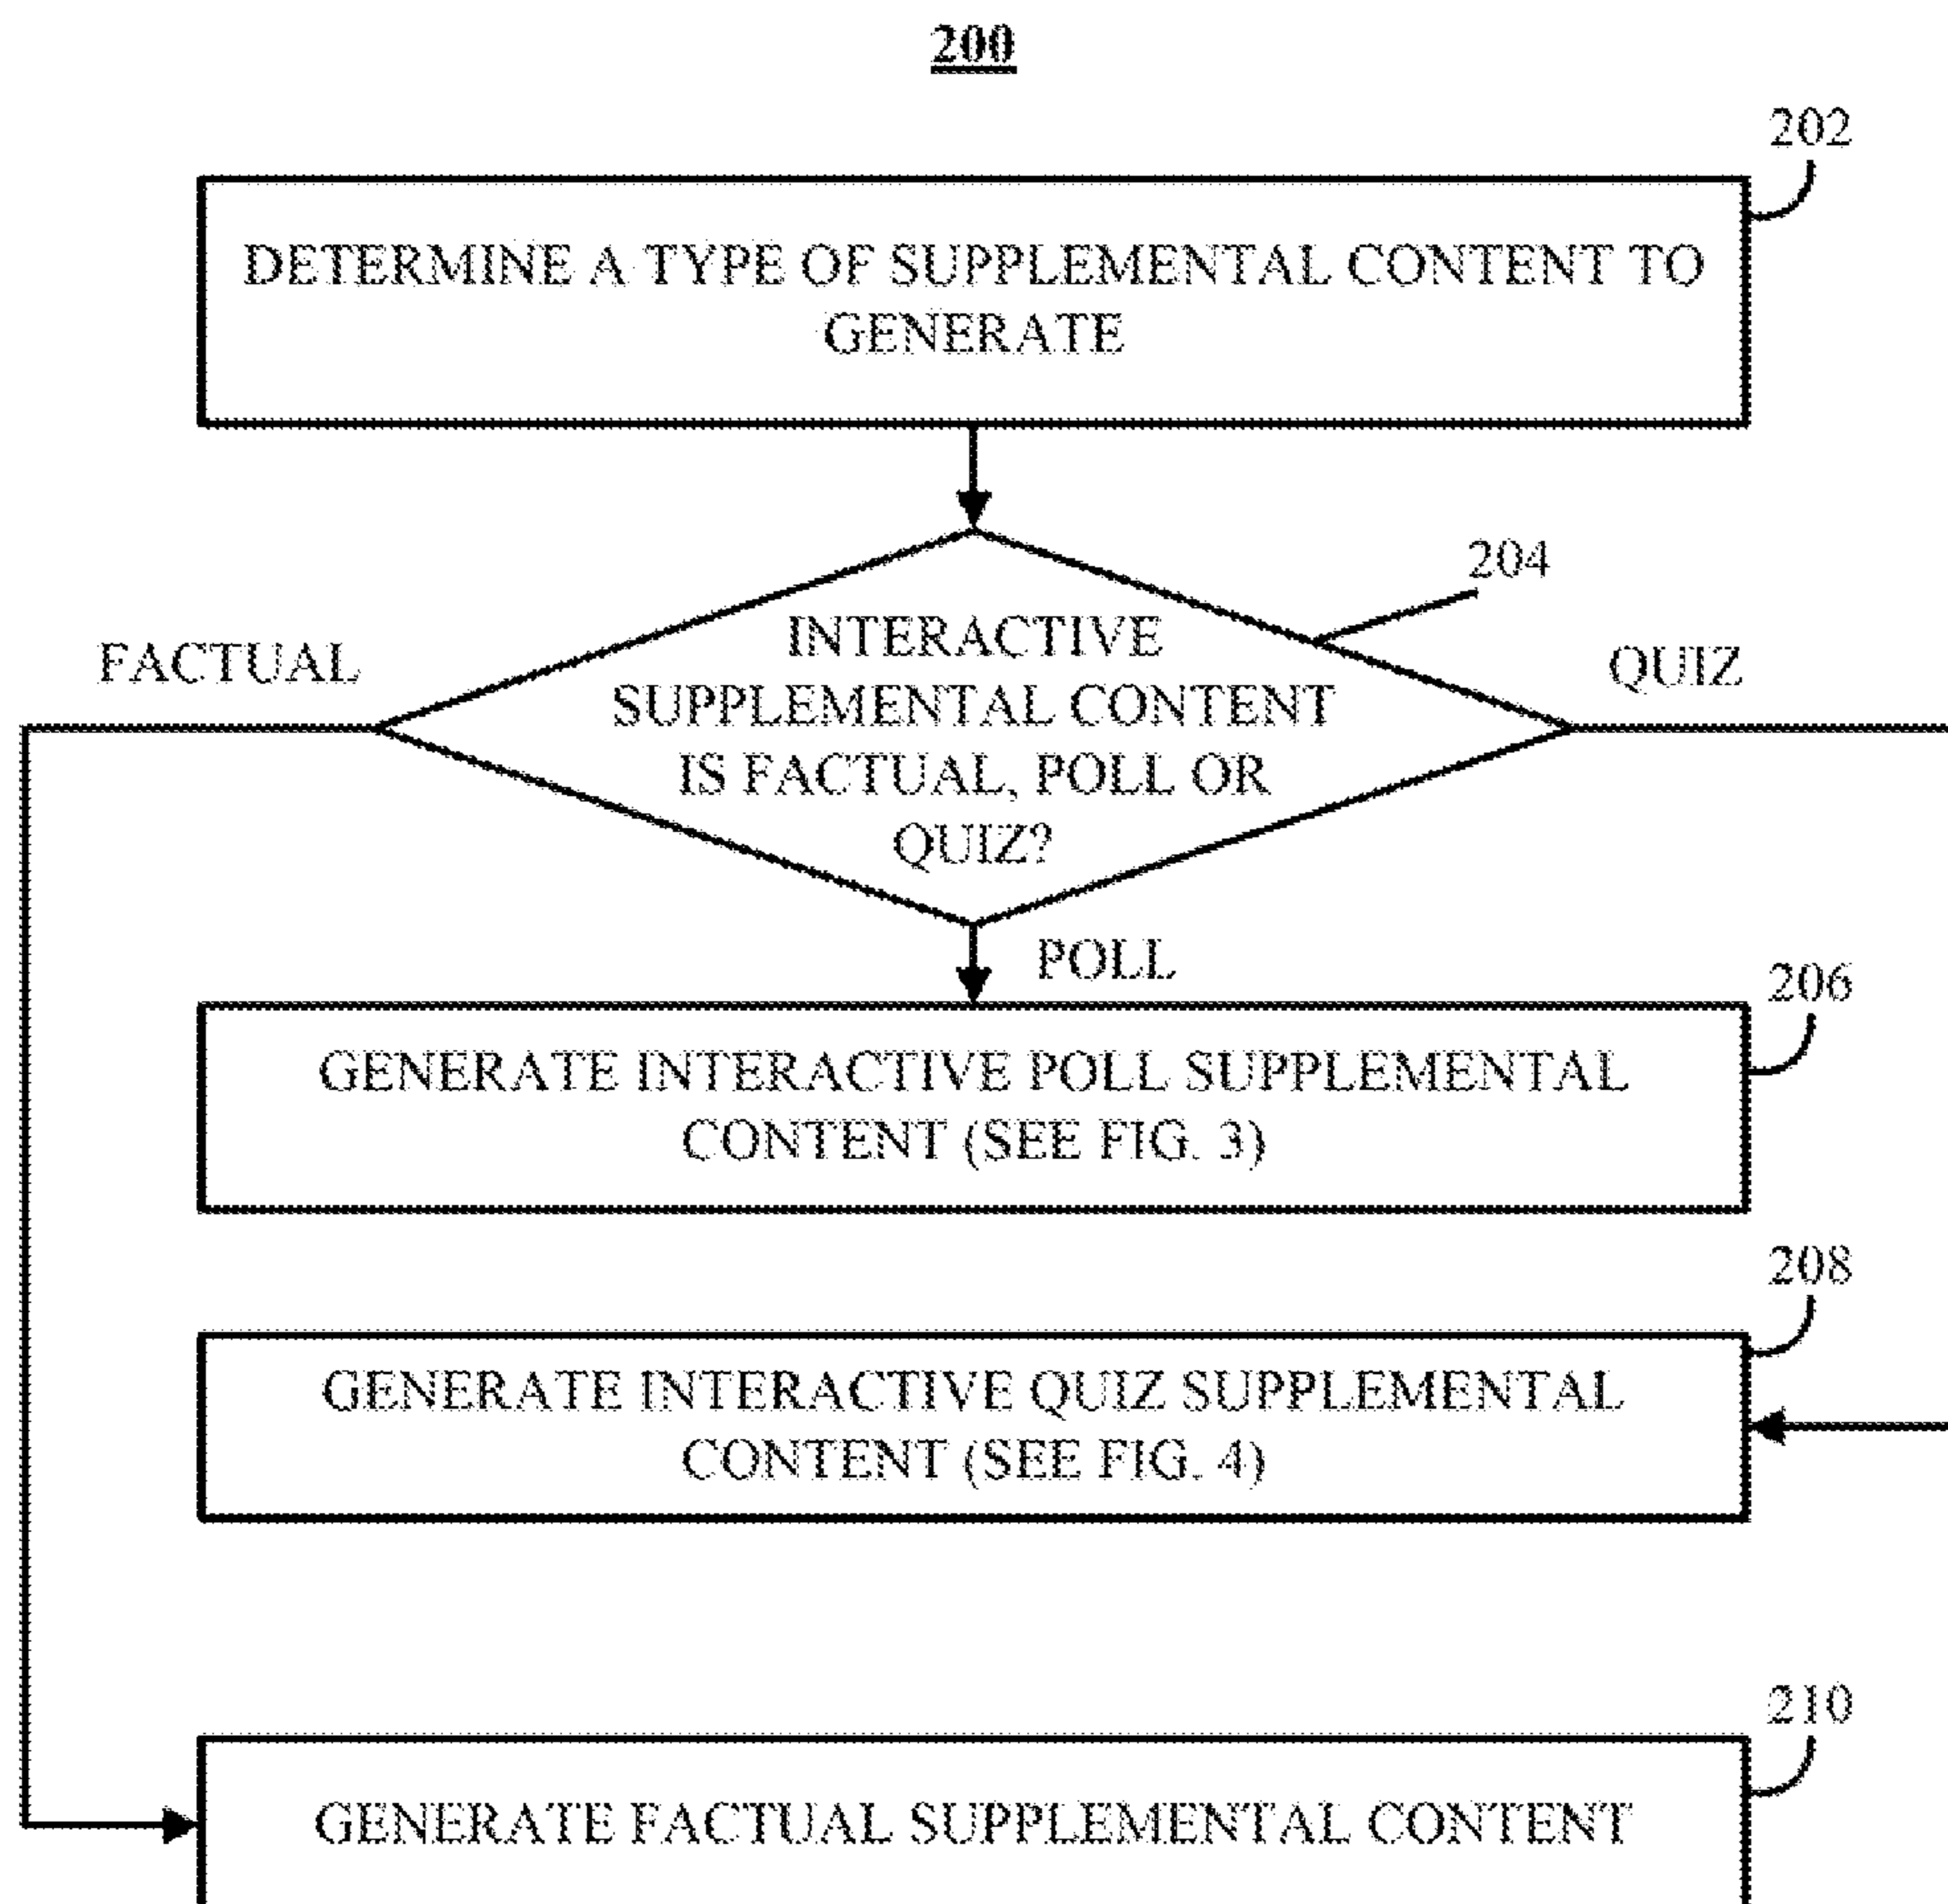 200
202
DETERMINE A TYPE OF SUPPLEMENTAL CONTENT TO
GENERATE
204
INTERACTIVE
SUPPLEMENTAL CONTENT
IS FACTUAL, POLL OR
QUIZ?
FACTUAL
QUIZ
POLL
206
GENERATE INTERACTIVE POLL SUPPLEMENTAL
CONTENT (SEE FIG. 3)
208
GENERATE INTERACTIVE QUIZ SUPPLEMENTAL
CONTENT (SEE FIG. 4)
210
GENERATE FACTUAL SUPPLEMENTAL CONTENT